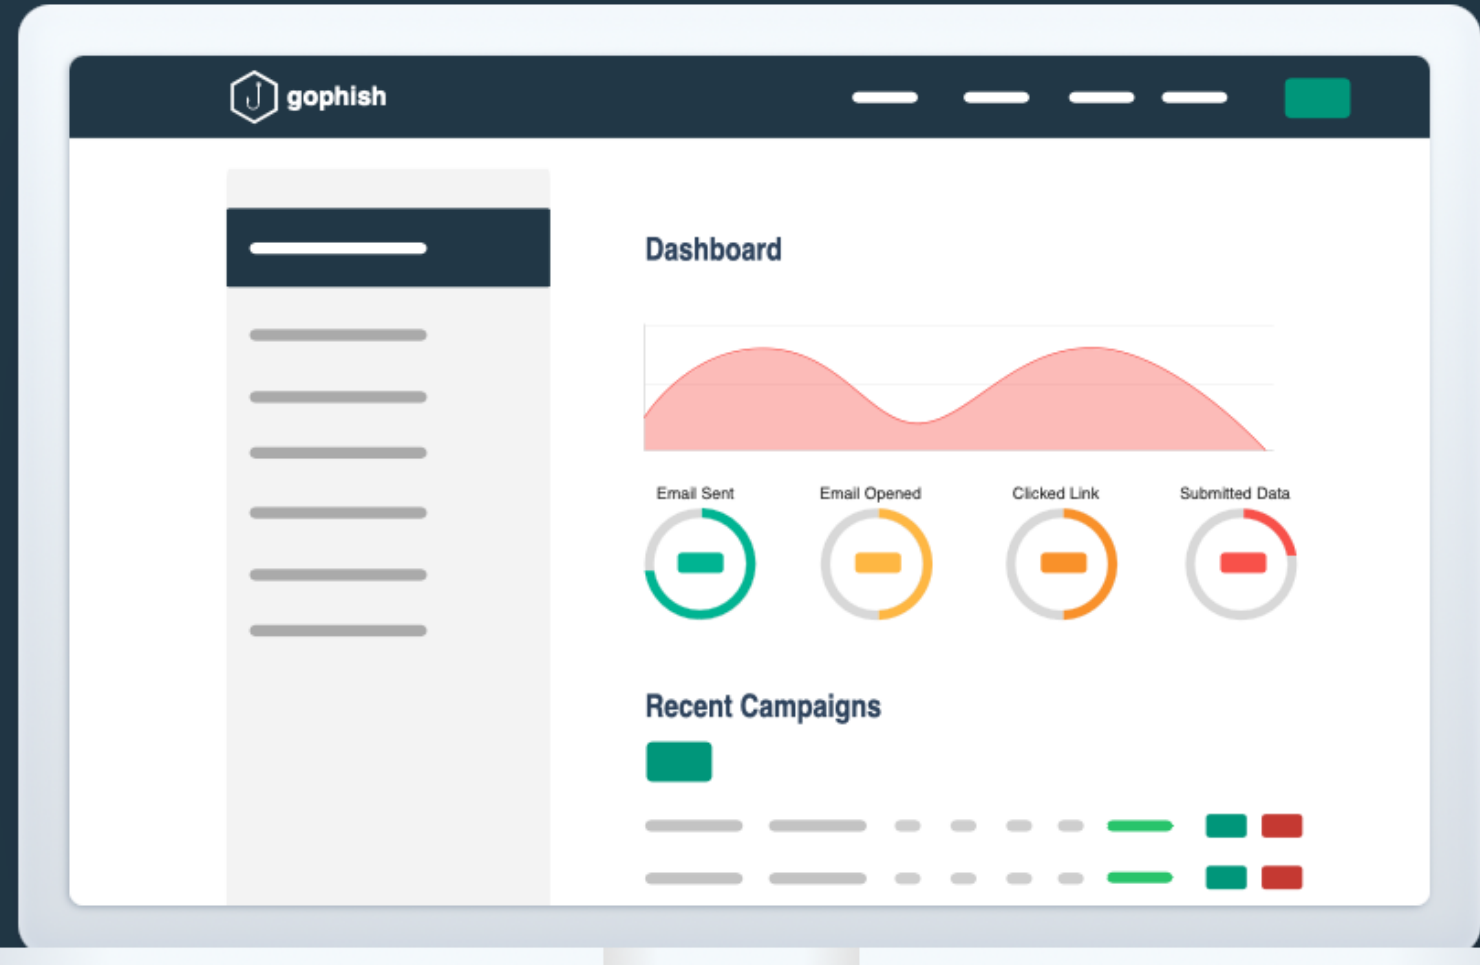 gophish
Dashboard
Email Sent
Email Opened
Clicked Link
Submitted Data
Recent Campaigns